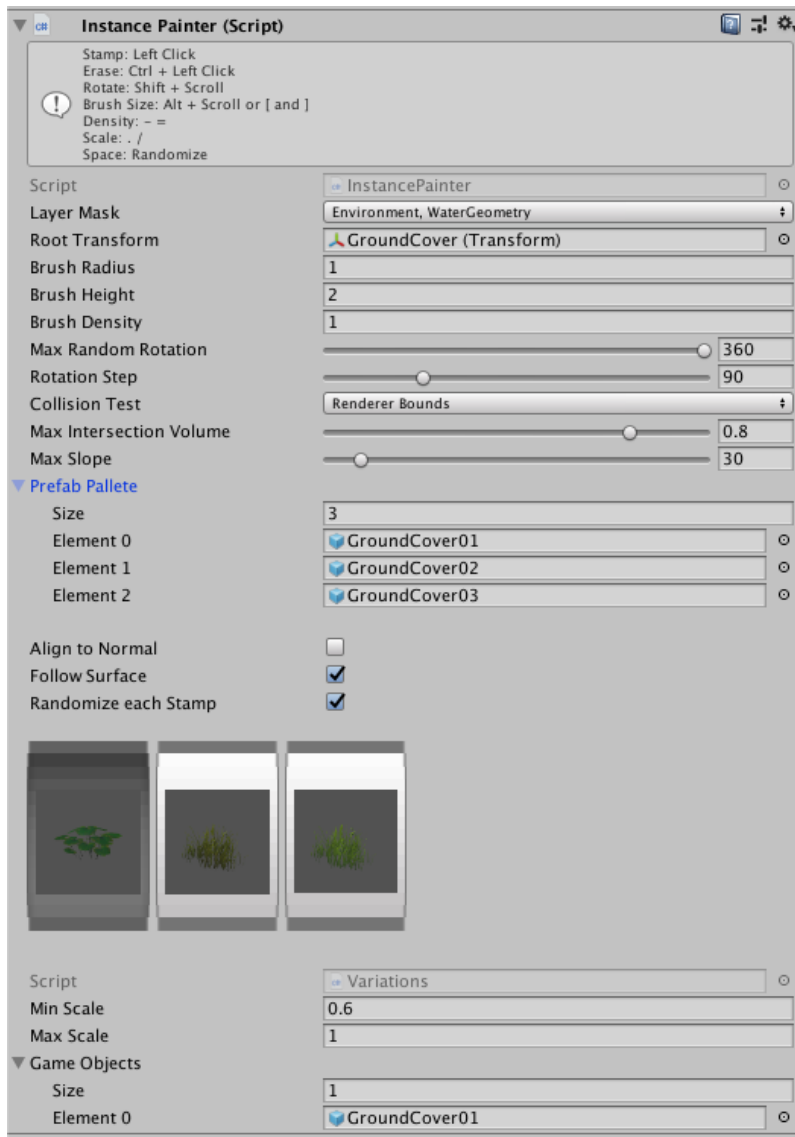 Instance Painter (Script)
Stamp: Left Click
Erase: Ctrl + Left Click
Rotate: Shift + Scroll
Brush Size: Alt + Scroll or [ and ]
Density: - =
Scale: . /
Space: Randomize
Script InstancePainter
Layer Mask Environment, WaterGeometry
Root Transform GroundCover (Transform)
Brush Radius 1
Brush Height 2
Brush Density 1
Max Random Rotation 360
Rotation Step 90
Collision Test Renderer Bounds
Max Intersection Volume 0.8
Max Slope 30
Prefab Pallete
Size 3
Element 0 GroundCover01
Element 1 GroundCover02
Element 2 GroundCover03
Align to Normal
Follow Surface
Randomize each Stamp
Script Variations
Min Scale 0.6
Max Scale 1
Game Objects
Size 1
Element 0 GroundCover01